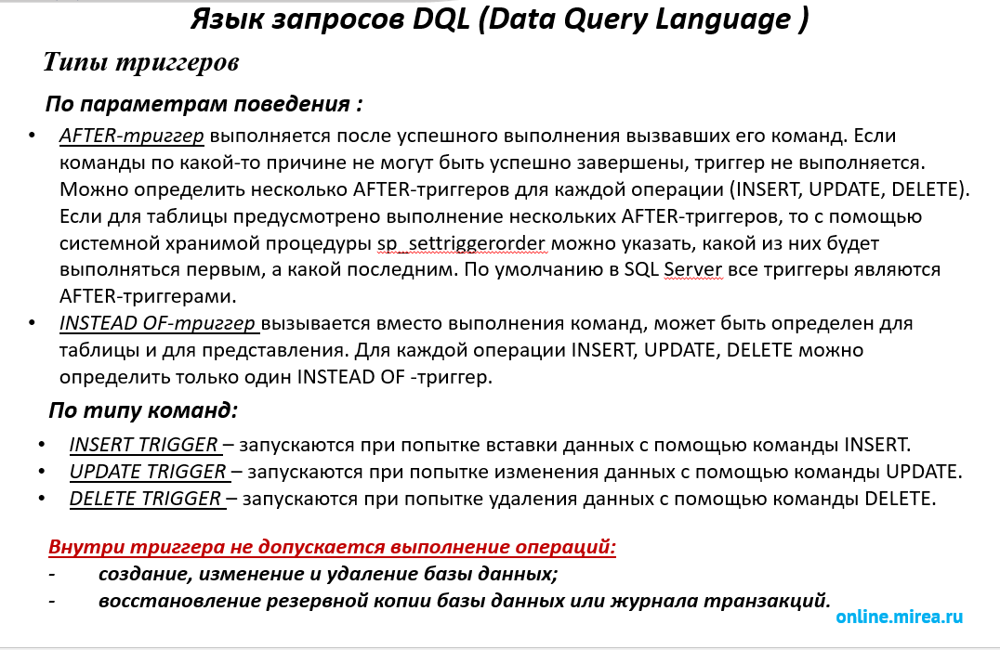 Язык запросов DQL (Data Query Language )
Типы триггеров
По параметрам поведения :
• AFTER-триггер выполняется после успешного выполнения вызвавших его команд. Если
команды по какой-то причине не могут быть успешно завершены, триггер не выполняется.
Можно определить несколько AFTER-триггеров для каждой операции (INSERT, UPDATE, DELETE).
Если для таблицы предусмотрено выполнение нескольких AFTER-триггеров, то с помощью
системной хранимой процедуры sp_settriggerorder можно указать, какой из них будет
выполняться первым, а какой последним. По умолчанию в SQL Server все триггеры являются
AFTER-триггерами.
• INSTEAD OF-триггер вызывается вместо выполнения команд, может быть определен для
таблицы и для представления. Для каждой операции INSERT, UPDATE, DELETE можно
определить только один INSTEAD OF -триггер.
По типу команд:
• INSERT TRIGGER – запускаются при попытке вставки данных с помощью команды INSERT.
• UPDATE TRIGGER – запускаются при попытке изменения данных с помощью команды UPDATE.
• DELETE TRIGGER – запускаются при попытке удаления данных с помощью команды DELETE.
Внутри триггера не допускается выполнение операций:
- создание, изменение и удаление базы данных;
- восстановление резервной копии базы данных или журнала транзакций.
online.mirea.ru